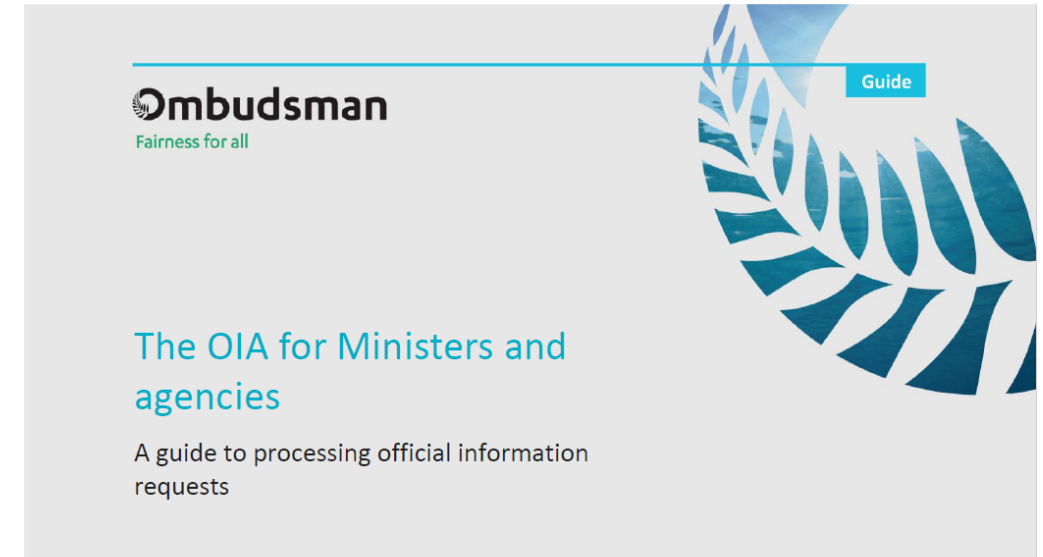 Guide
Ombudsman
Fairness for all
The OIA for Ministers and
agencies
A guide to processing official information
requests